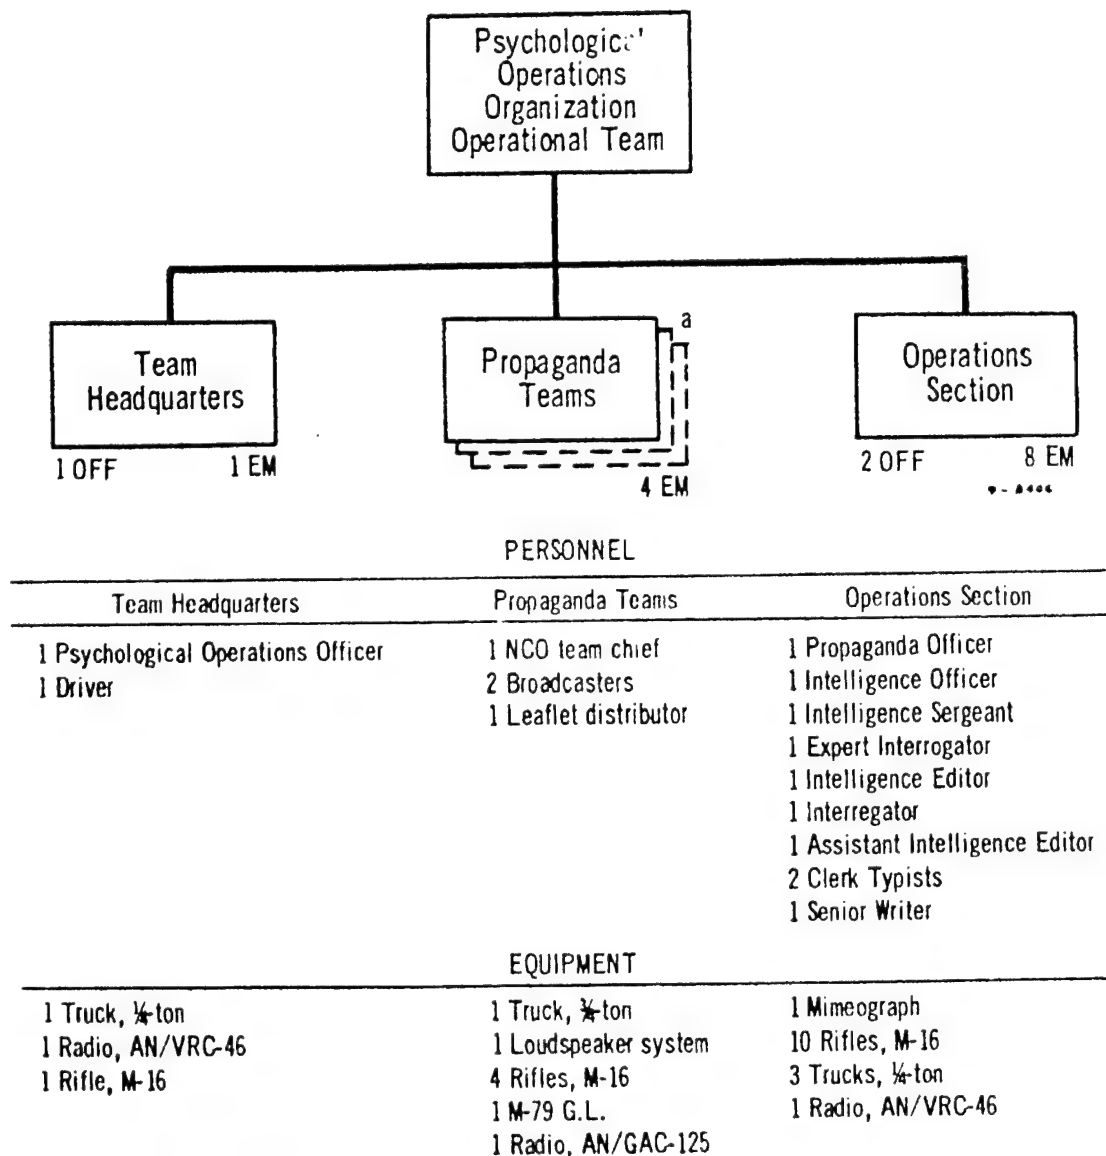 Psychologica'
Operations
Organization
Operational Team
Team
Headquarters
1 OFF 1 EM
a
Propaganda
Teams
4 EM
Operations
Section
2 OFF 8 EM
PERSONNEL
Team Headquarters
Propaganda Teams
Operations Section
1 Psychological Operations Officer
1 Driver
1 NCO team chief
2 Broadcasters
1 Leaflet distributor
1 Propaganda Officer
1 Intelligence Officer
1 Intelligence Sergeant
1 Expert Interrogator
1 Intelligence Editor
1 Interregator
1 Assistant Intelligence Editor
2 Clerk Typists
1 Senior Writer
EQUIPMENT
1 Truck, ¼-ton
1 Radio, AN/VRC-46
1 Rifle, M-16
1 Truck, ¾-ton
1 Loudspeaker system
4 Rifles, M-16
1 M-79 G.L.
1 Radio, AN/GAC-125
1 Mimeograph
10 Rifles, M-16
3 Trucks, ¼-ton
1 Radio, AN/VRC-46